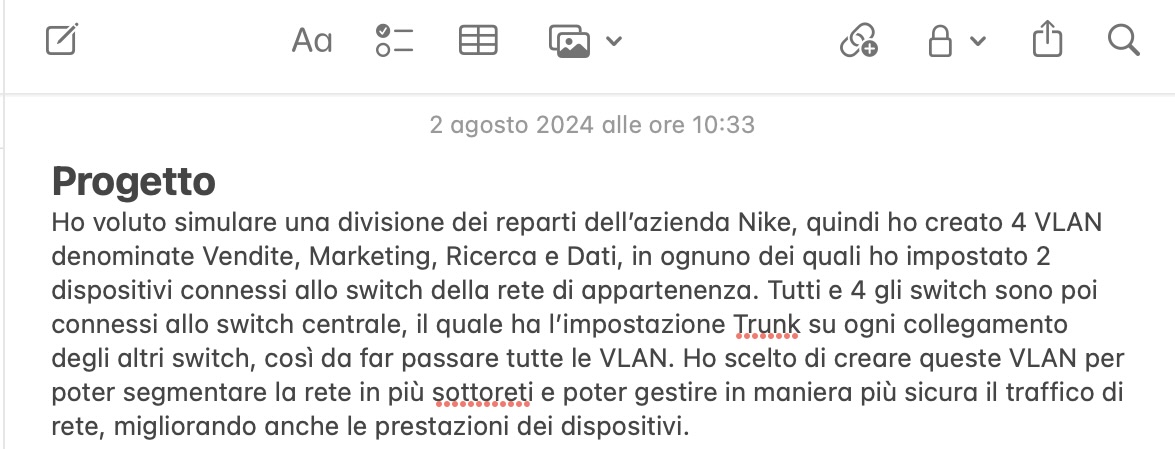 Aa
2 agosto 2024 alle ore 10:33
Progetto
Ho voluto simulare una divisione dei reparti dell’azienda Nike, quindi ho creato 4 VLAN
denominate Vendite, Marketing, Ricerca e Dati, in ognuno dei quali ho impostato 2
dispositivi connessi allo switch della rete di appartenenza. Tutti e 4 gli switch sono poi
connessi allo switch centrale, il quale ha l’impostazione Trunk su ogni collegamento
degli altri switch, così da far passare tutte le VLAN. Ho scelto di creare queste VLAN per
poter segmentare la rete in più sottoreti e poter gestire in maniera più sicura il traffico di
rete, migliorando anche le prestazioni dei dispositivi.